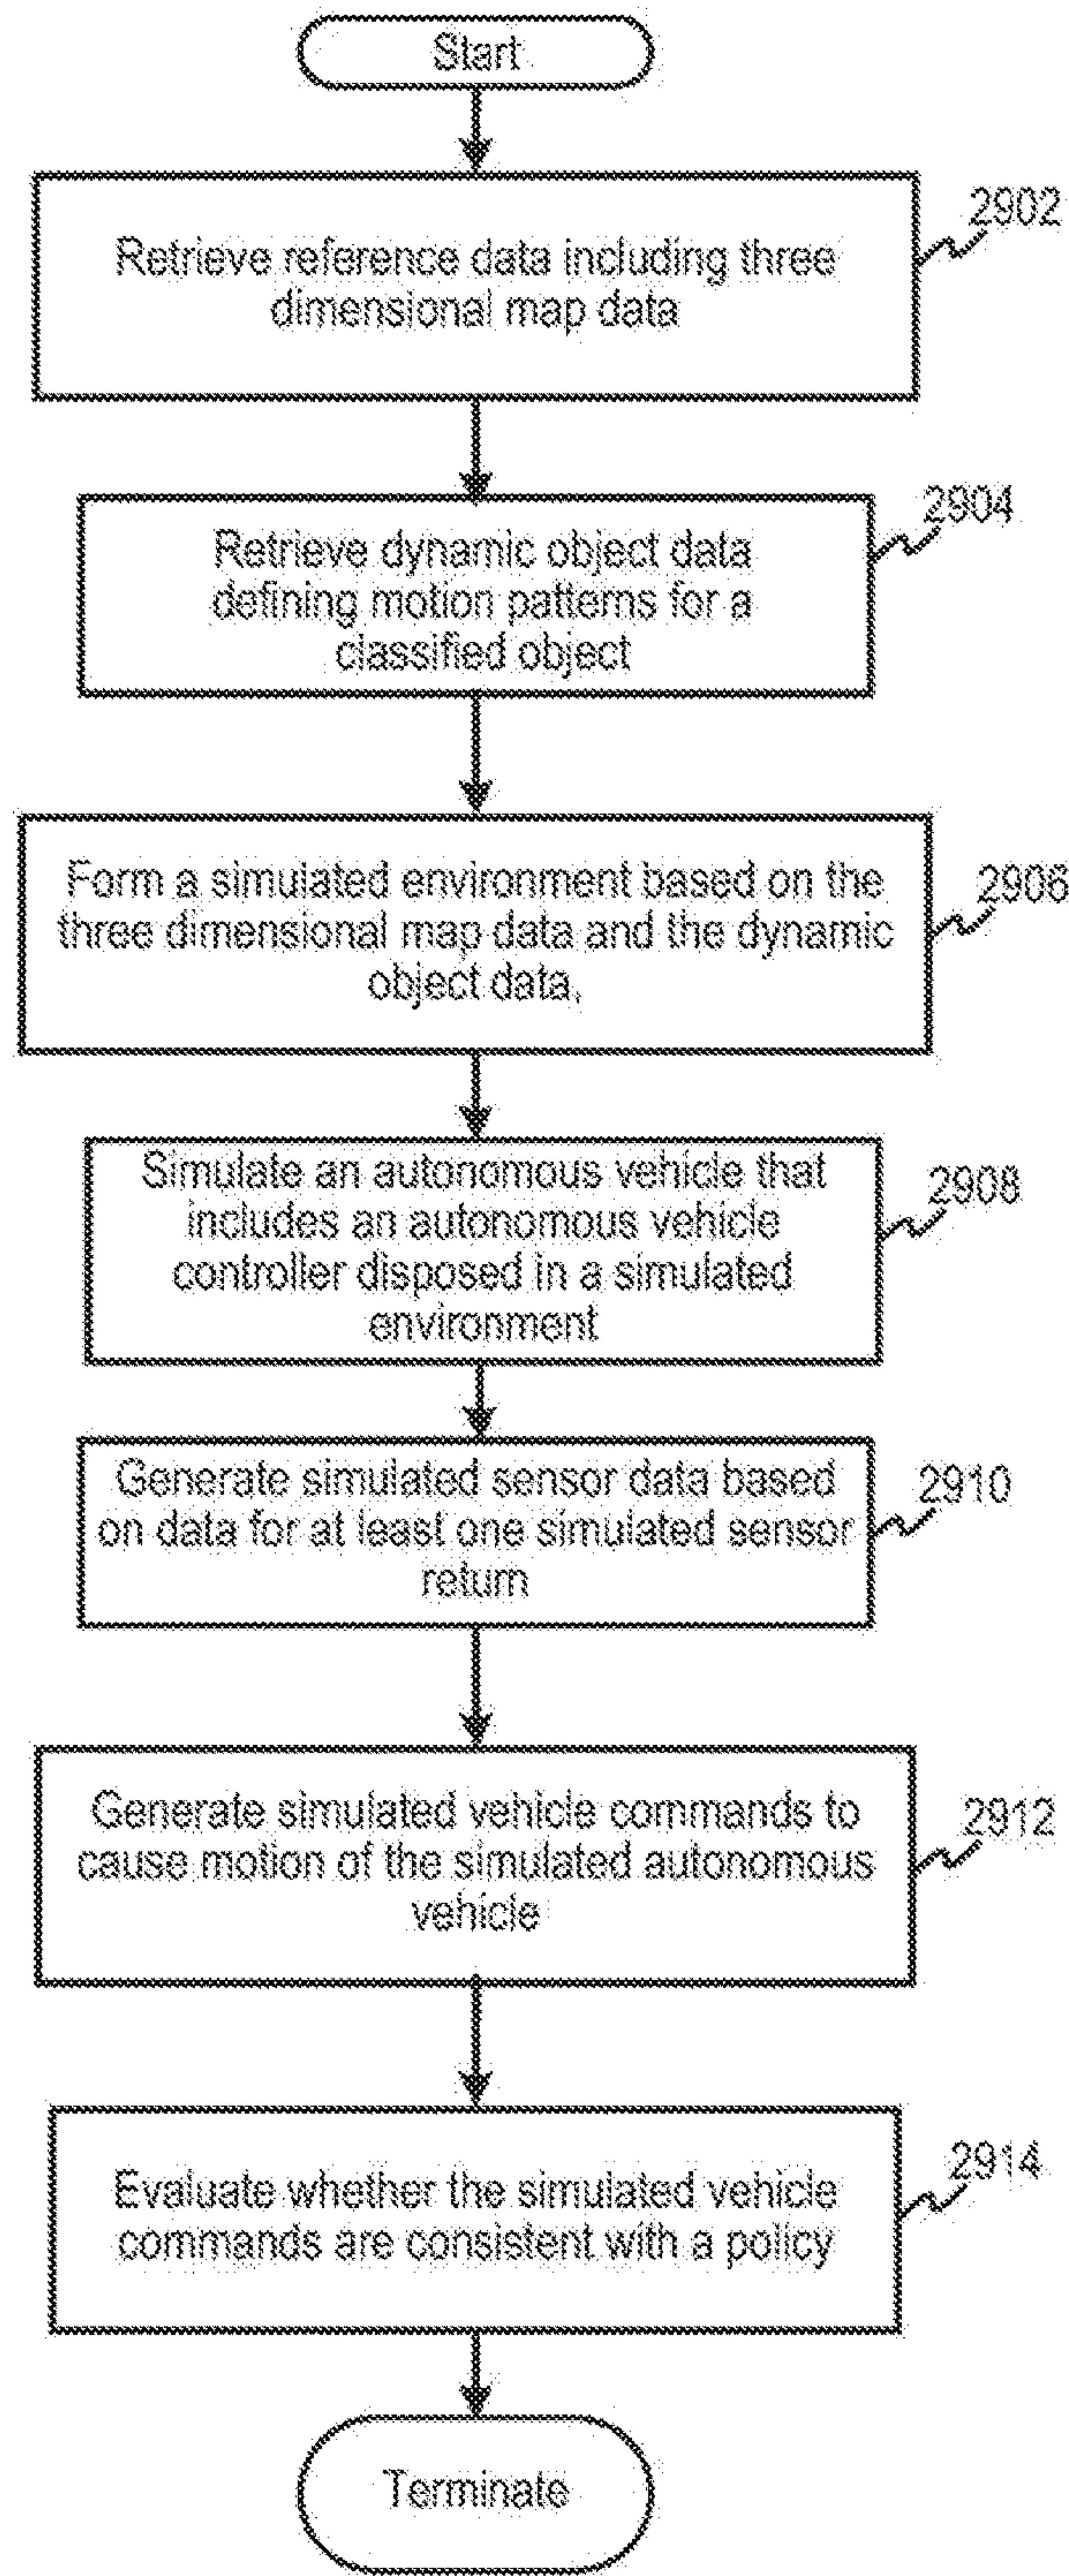 Start
2902
Retrieve reference data including three
dimensional map data
2904
Retrieve dynamic object data
defining motion patterns for a
classified object
2906
Form a simulated environment based on the
three dimensional map data and the dynamic
object data,
2908
Simulate an autonomous vehicle that
includes an autonomous vehicle
controller disposed in a simulated
environment
2910
Generate simulated sensor data based
on data for at least one simulated sensor
return
2912
Generate simulated vehicle commands to
cause motion of the simulated autonomous
vehicle
2914
Evaluate whether the simulated vehicle
commands are consistent with a policy
Terminate